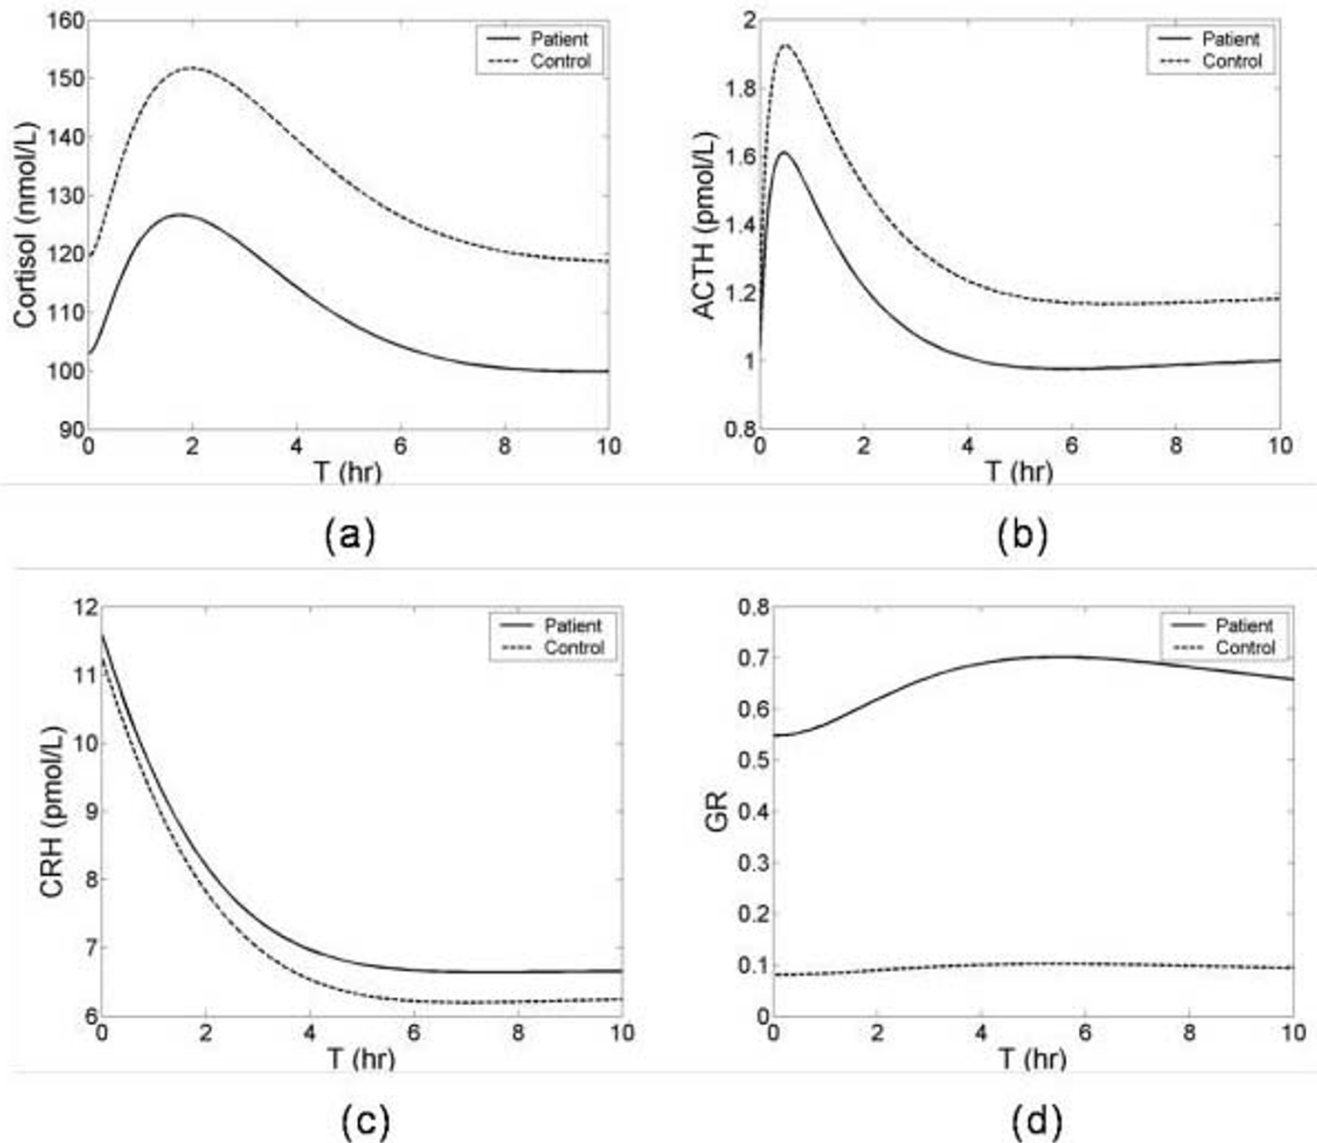 160
150
140
130
120
110
100
90
Cortisol (nmol/L)
Patient
Control
0 2 4 6 8 10
T (hr)
(a)
2
1.8
1.6
1.4
1.2
1
0.8
ACTH (pmol/L)
Patient
Control
0 2 4 6 8 10
T (hr)
(b)
12
11
10
9
8
7
6
CRH (pmol/L)
Patient
Control
0 2 4 6 8 10
T (hr)
(c)
0.8
0.7
0.6
0.5
0.4
0.3
0.2
0.1
0
GR
Patient
Control
0 2 4 6 8 10
T (hr)
(d)